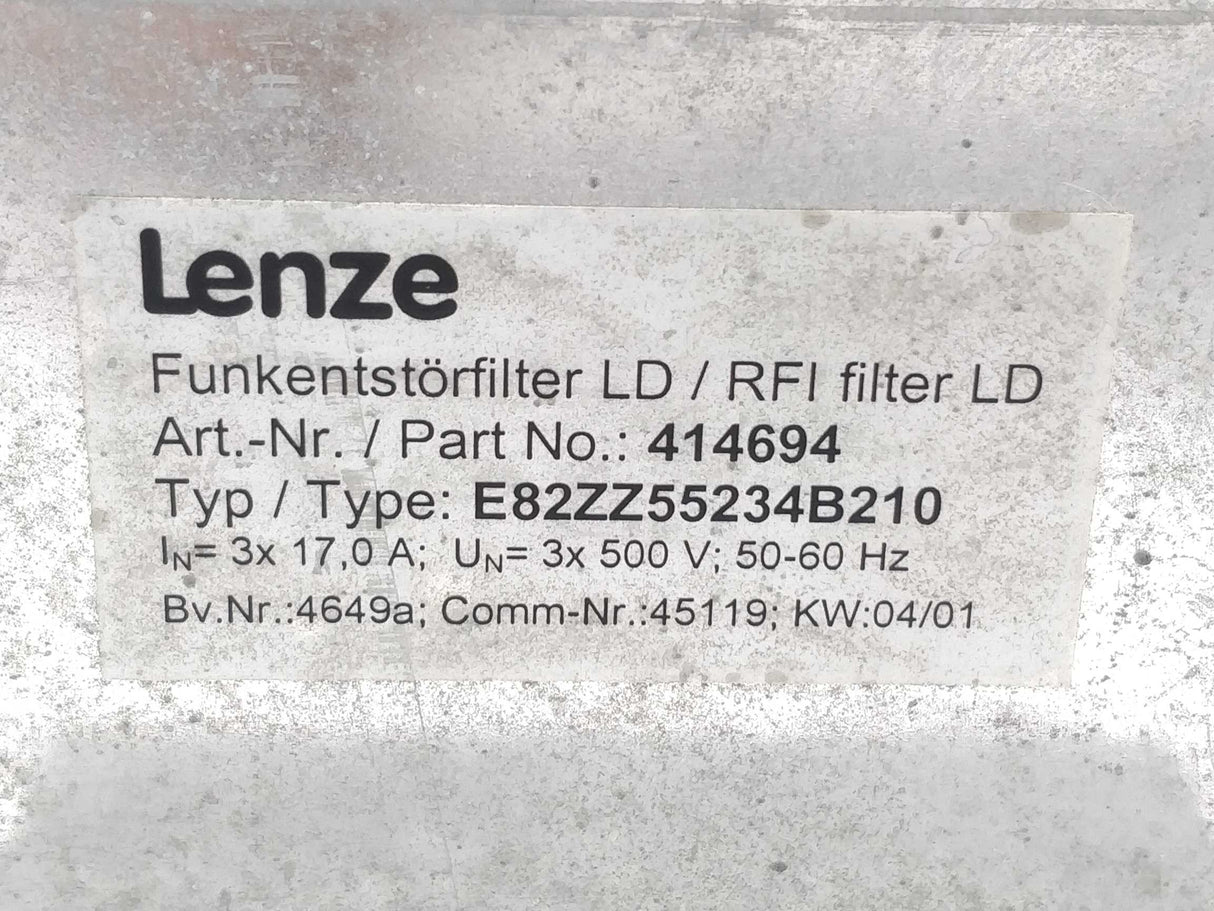 Lenze
Funkentstörfilter LD / RFI filter LD
Art.-Nr. / Part No.: 414694
Typ / Type: E82ZZ55234B210
IN= 3x 17,0 A; UN= 3x 500 V; 50-60 Hz
Bv.Nr.:4649a; Comm-Nr.:45119; KW:04/01